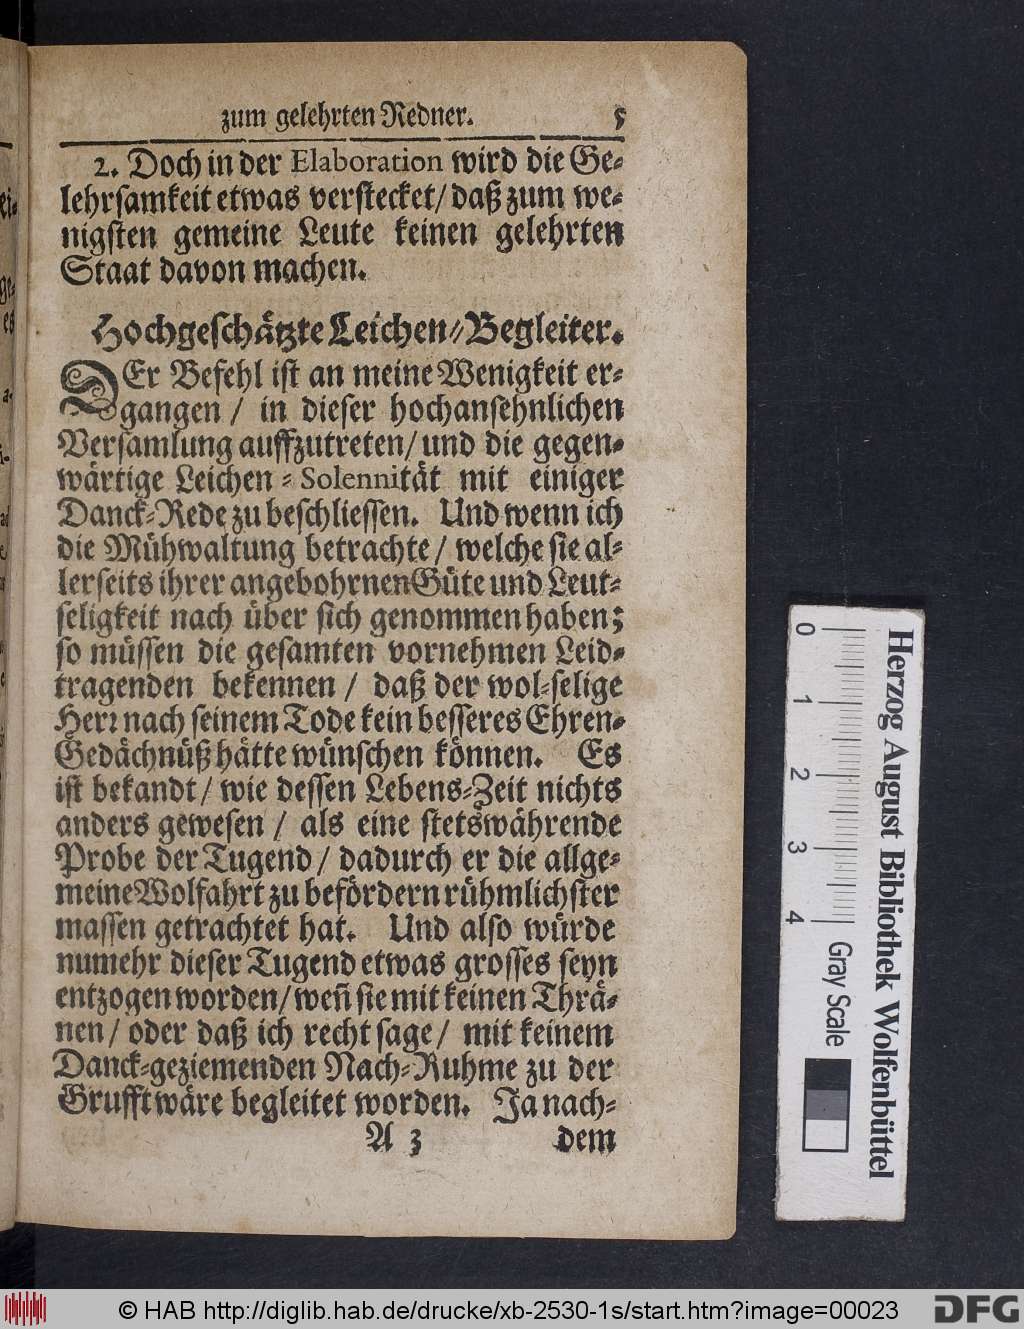 zum gelehrten Redner. 5
2. Doch in der Elaboration wird die Ge-
lehrsamkeit etwas verstecket/ daß zum we-
nigsten gemeine Leute keinen gelehrten
Staat davon machen.
Hochgeschätzte Leichen-Begleiter.
DEr Befehl ist an meine Wenigkeit er-
gangen / in dieser hochansehnlichen
Versamlung auffzutreten/ und die gegen-
wärtige Leichen-Solennität mit einiger
Danck-Rede zu beschliessen. Und wenn ich
die Mühwaltung betrachte / welche sie al-
lerseits ihrer angebohrnen Güte und Leut-
seligkeit nach über sich genommen haben;
so müssen die gesamten vornehmen Leid-
tragenden bekennen / daß der wol-selige
Herr nach seinem Tode kein besseres Ehren-
Gedächnüß hätte wünschen können. Es
ist bekandt/ wie dessen Lebens-Zeit nichts
anders gewesen / als eine stetswährende
Probe der Tugend/ dadurch er die allge-
meine Wolfahrt zu befördern rühmlichster
massen getrachtet hat. Und also würde
numehr dieser Tugend etwas grosses seyn
entzogen worden/ weñ sie mit keinen Thrä-
nen/ oder daß ich recht sage/ mit keinem
Danck-geziemenden Nach-Ruhme zu der
Grufft wäre begleitet worden. Ja nach-
A 3 dem
0 1 2 3 4
Gray Scale
Herzog August Bibliothek Wolfenbüttel
© HAB http://diglib.hab.de/drucke/xb-2530-1s/start.htm?image=00023
DFG